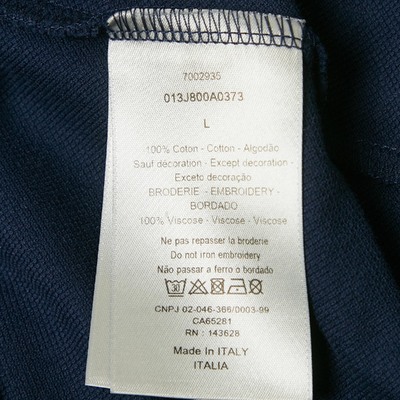 7002935
013J800A0373
L
100% Coton - Cotton - Algodão
Sauf décoration - Except decoration -
Exceto decoração
BRODERIE - EMBROIDERY -
BORDADO
100% Viscose - Viscose - Viscose
Ne pas repasser la broderie
Do not iron embroidery
Não passar a ferro o bordado
30
CNPJ 02-046-386/0003-99
CA65281
RN : 143628
Made In ITALY
ITALIA